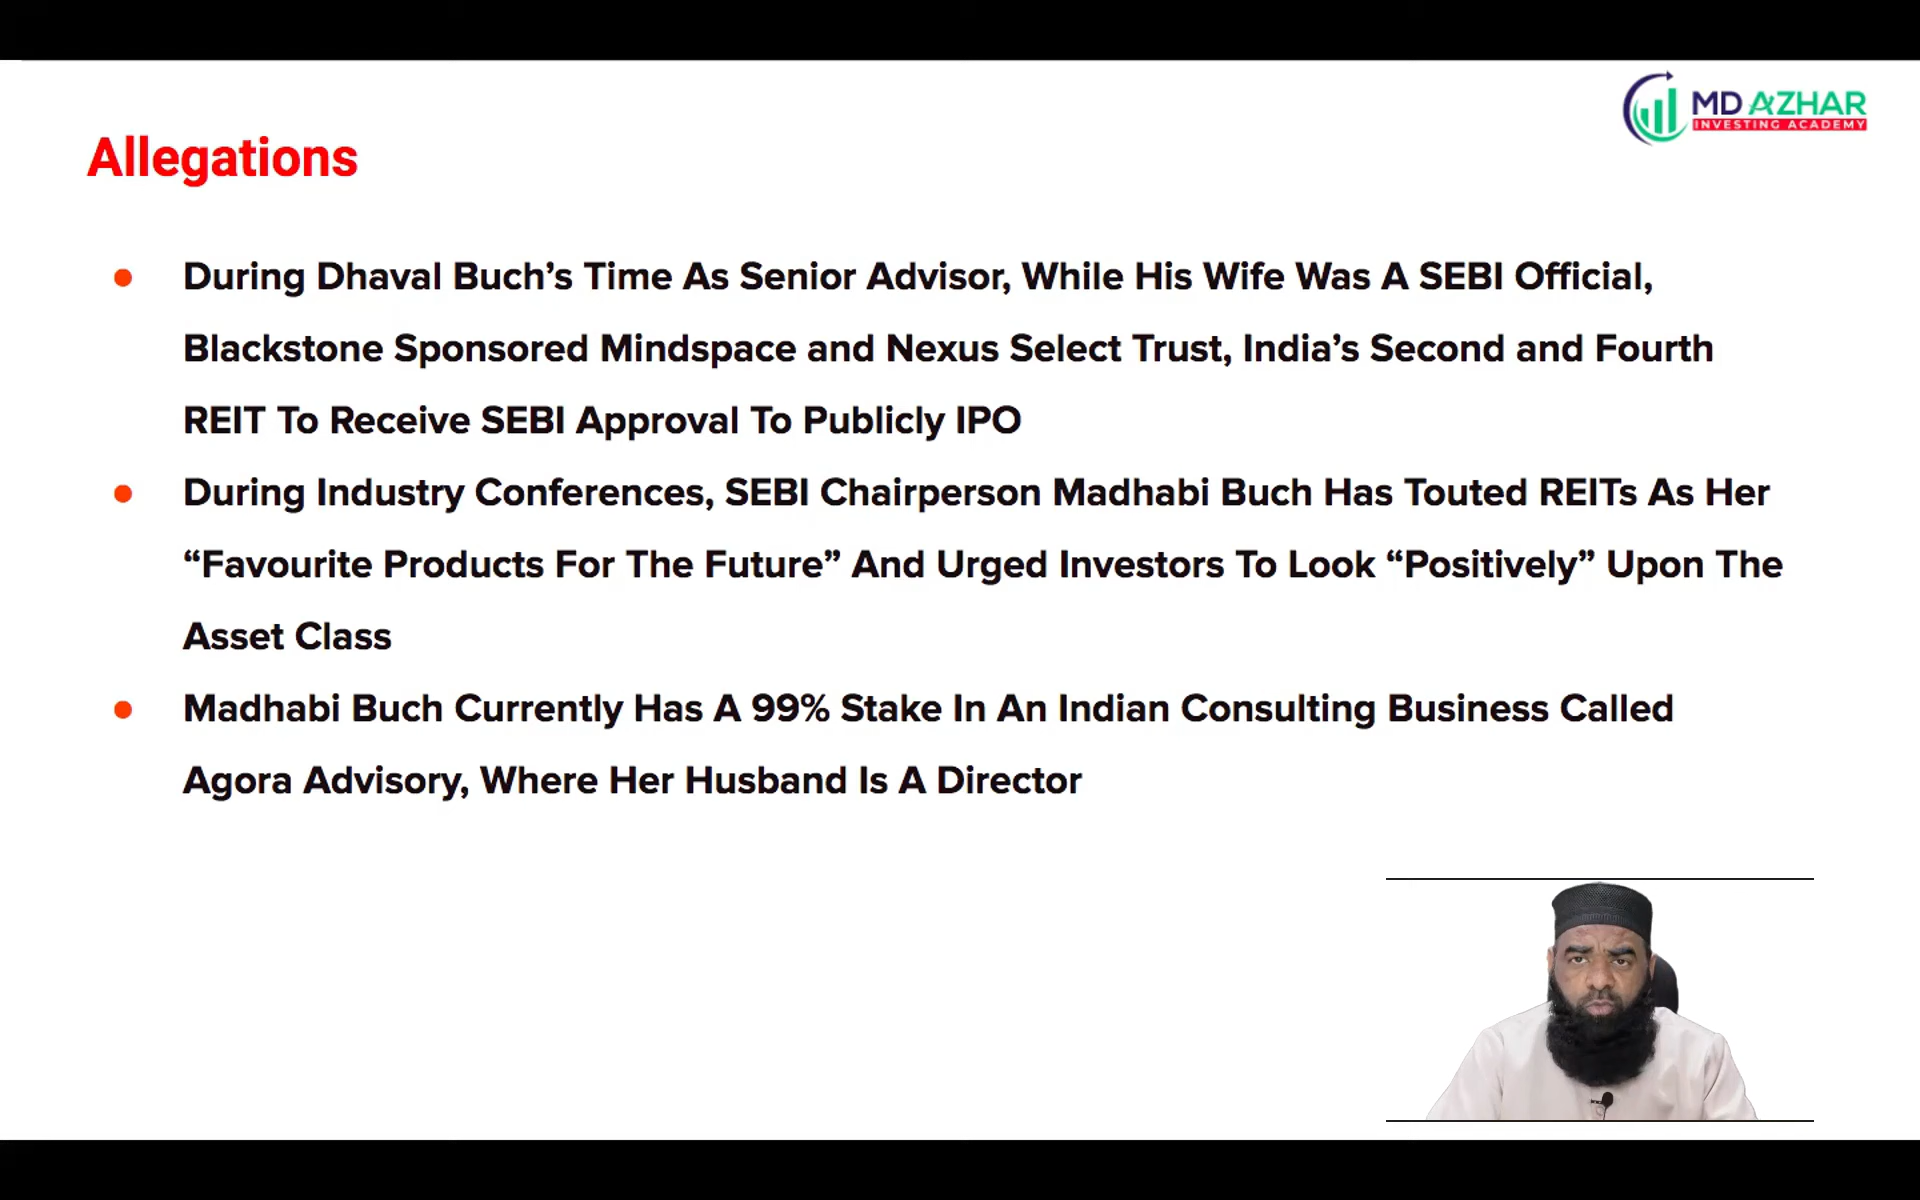 MD AZHAR
INVESTING ACADEMY
Allegations
● During Dhaval Buch’s Time As Senior Advisor, While His Wife Was A SEBI Official,
Blackstone Sponsored Mindspace and Nexus Select Trust, India’s Second and Fourth
REIT To Receive SEBI Approval To Publicly IPO
● During Industry Conferences, SEBI Chairperson Madhabi Buch Has Touted REITs As Her
“Favourite Products For The Future” And Urged Investors To Look “Positively” Upon The
Asset Class
● Madhabi Buch Currently Has A 99% Stake In An Indian Consulting Business Called
Agora Advisory, Where Her Husband Is A Director